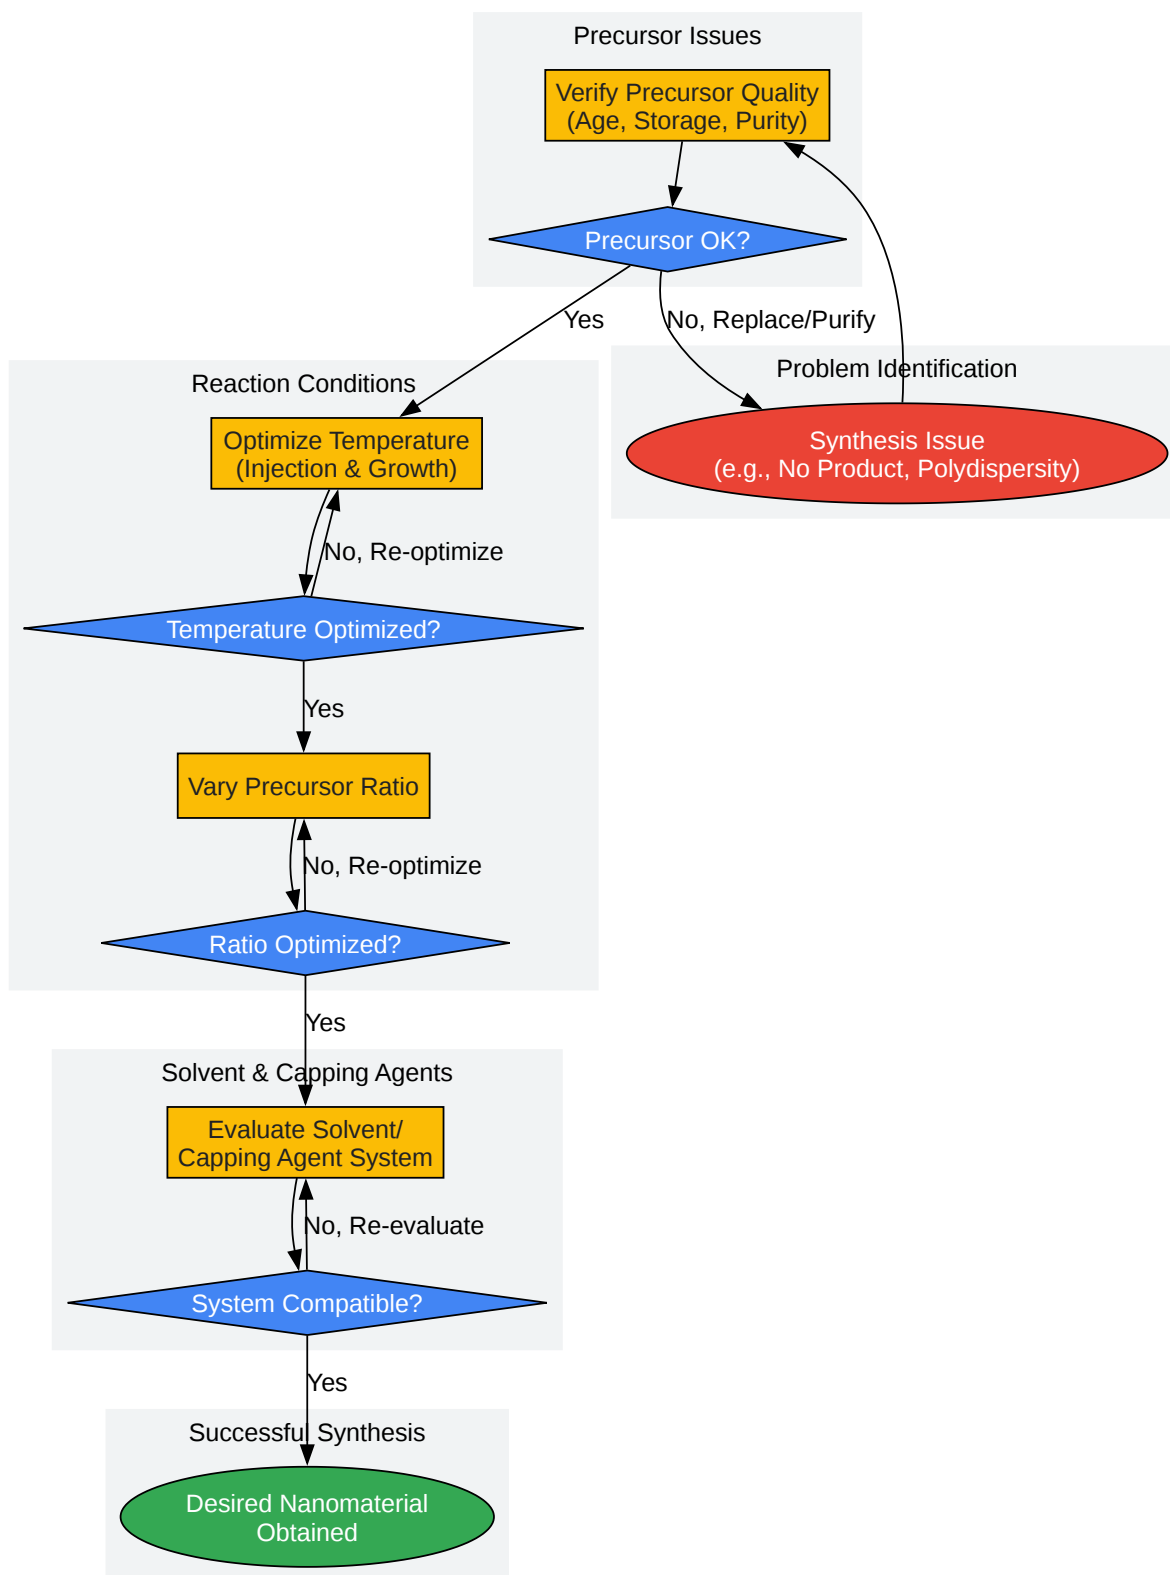 Precursor Issues
Verify Precursor Quality
(Age, Storage, Purity)
Precursor OK?
Yes
No, Replace/Purify
Problem Identification
Synthesis Issue
(e.g., No Product, Polydispersity)
Reaction Conditions
Optimize Temperature
(Injection & Growth)
No, Re-optimize
Temperature Optimized?
Yes
Vary Precursor Ratio
No, Re-optimize
Ratio Optimized?
Yes
Solvent & Capping Agents
Evaluate Solvent/
Capping Agent System
No, Re-evaluate
System Compatible?
Yes
Successful Synthesis
Desired Nanomaterial
Obtained